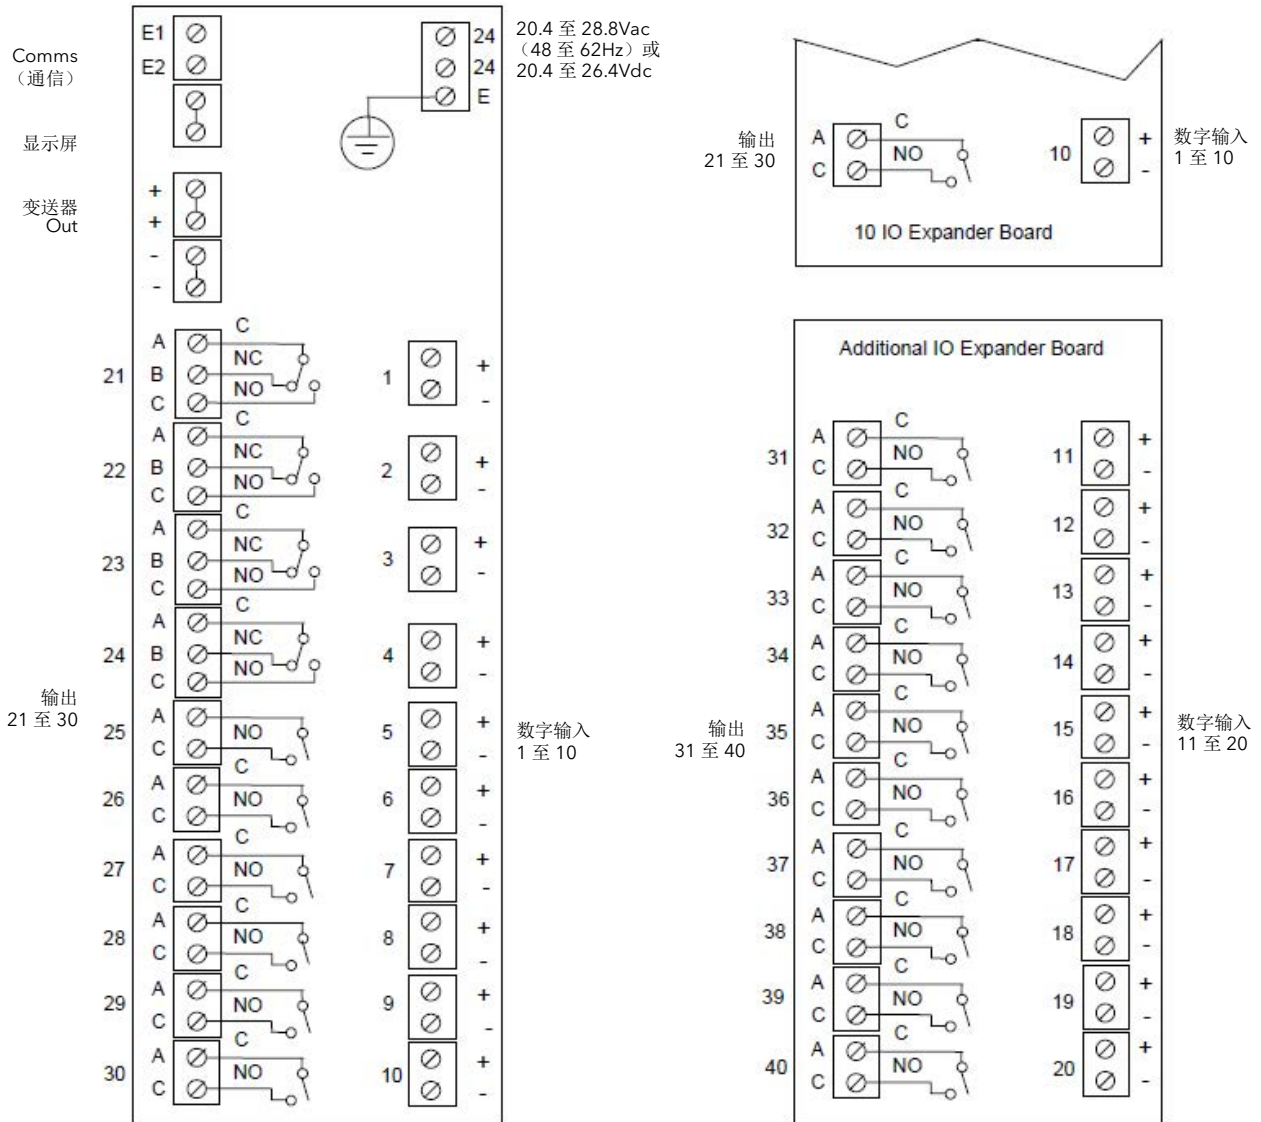 Comms
（通信）
显示屏
变送器
Out
E1
E2
+
+
-
-
24
24
E
20.4 至 28.8Vac
（48 至 62Hz）或
20.4 至 26.4Vdc
输出
21 至 30
21
A
B
C
C
NC
NO
22
A
B
C
C
NC
NO
23
A
B
C
C
NC
NO
24
A
B
C
C
NC
NO
25
A
C
NO
26
A
C
C
NO
27
A
C
C
NO
28
A
C
C
NO
29
A
C
C
NO
30
A
C
C
NO
1
+
-
2
+
-
3
+
-
4
+
-
5
+
-
6
+
-
7
+
-
8
+
-
9
+
-
10
+
-
数字输入
1 至 10
输出
21 至 30
A
C
C
NO
10
+
-
数字输入
1 至 10
10 IO Expander Board
Additional IO Expander Board
输出
31 至 40
31
A
C
C
NO
32
A
C
C
NO
33
A
C
C
NO
34
A
C
C
NO
35
A
C
C
NO
36
A
C
C
NO
37
A
C
C
NO
38
A
C
C
NO
39
A
C
C
NO
40
A
C
C
NO
11
+
-
12
+
-
13
+
-
14
+
-
15
+
-
16
+
-
17
+
-
18
+
-
19
+
-
20
+
-
数字输入
11 至 20